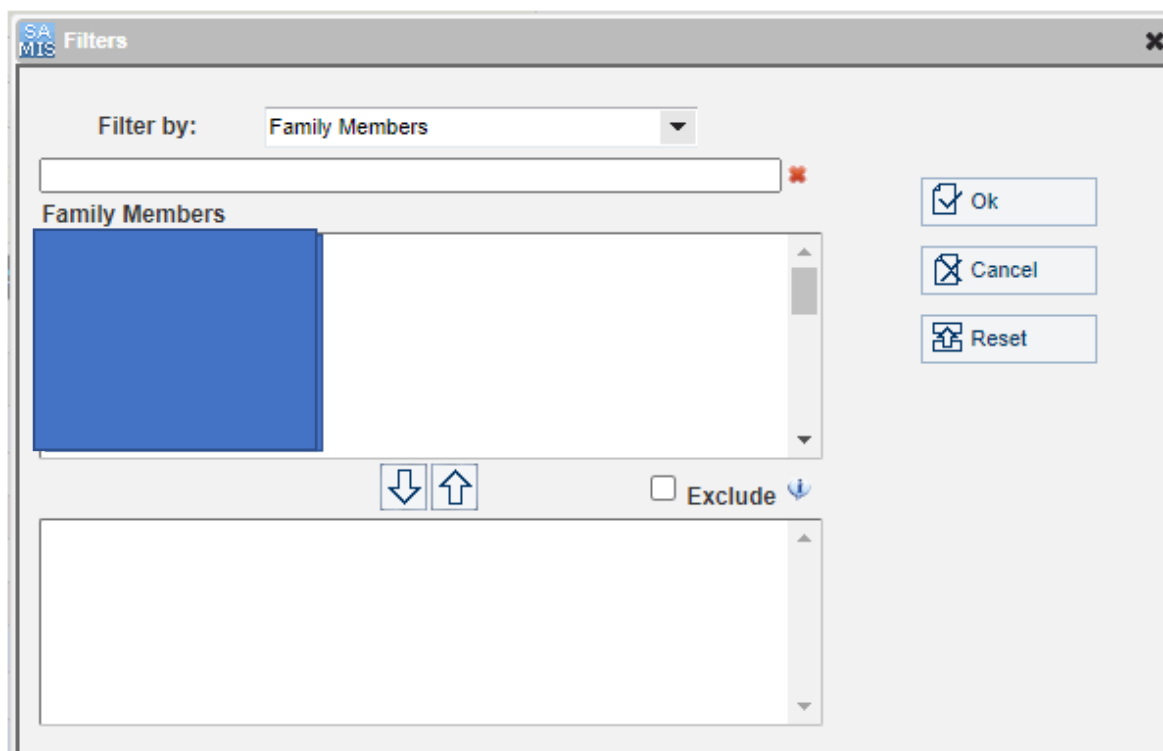 SA
MIS
Filters
Filter by:
Family Members
Family Members
Ok
Cancel
Reset
Exclude